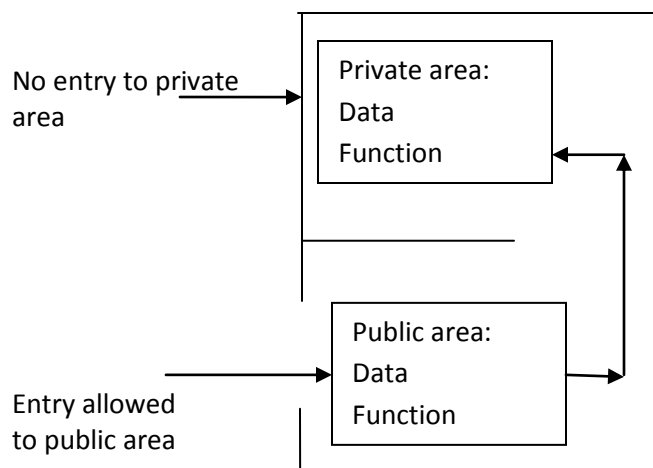 No entry to private
area
Private area:
Data
Function
Public area:
Data
Function
Entry allowed
to public area